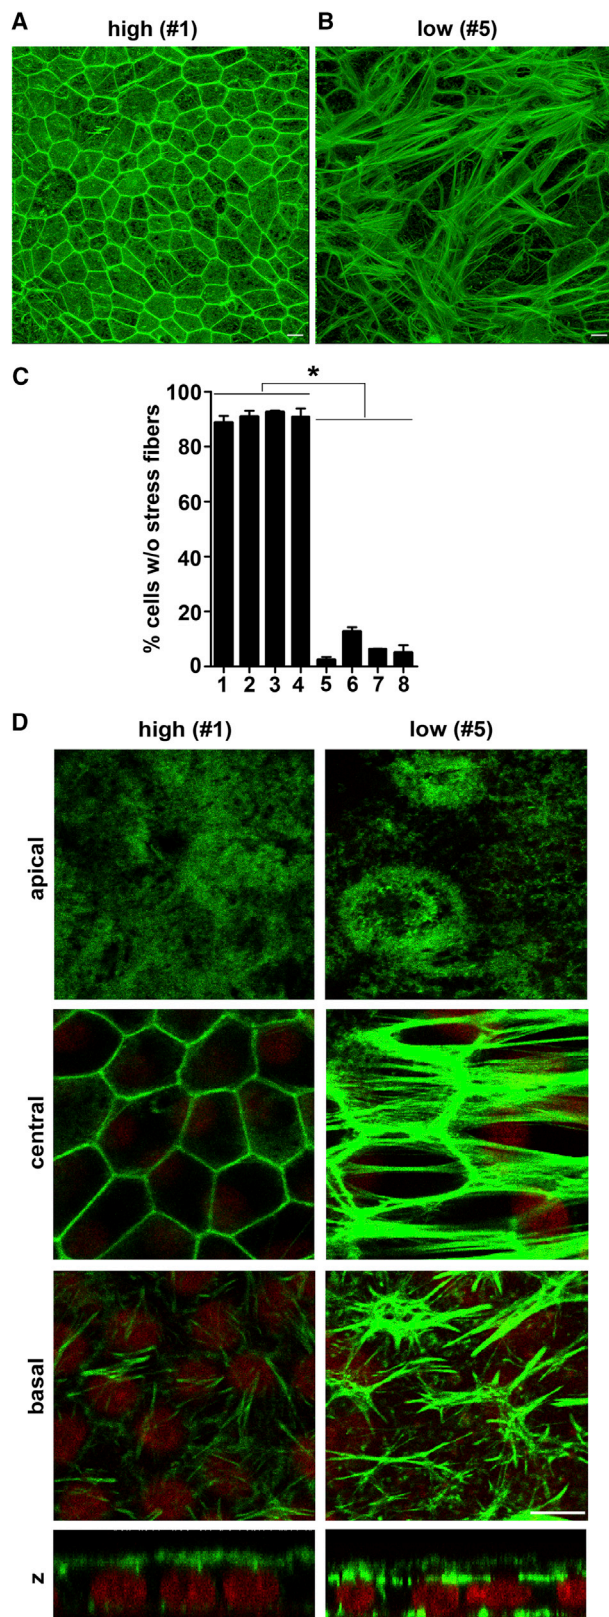 A
high (#1)
B
low (#5)
C
*
% cells w/o stress fibers
100
80
60
40
20
0
1 2 3 4 5 6 7 8
D
high (#1)
low (#5)
apical
central
basal
z